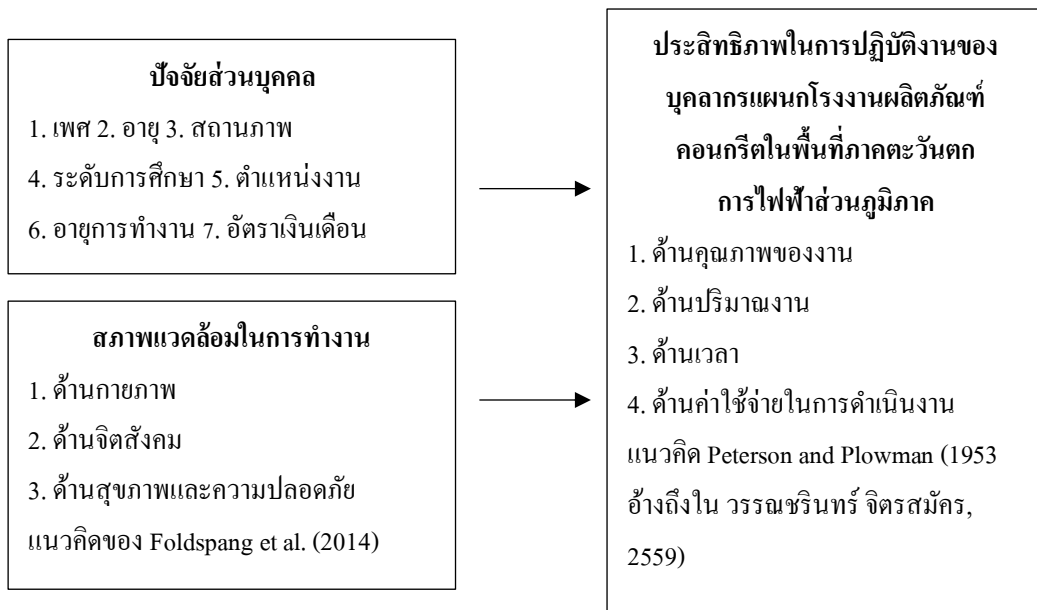 ปัจจัยส่วนบุคคล
1. เพศ 2. อายุ 3. สถานภาพ
4. ระดับการศึกษา 5. ตำแหน่งงาน
6. อายุการทำงาน 7. อัตราเงินเดือน
สภาพแวดล้อมในการทำงาน
1. ด้านกายภาพ
2. ด้านจิตสังคม
3. ด้านสุขภาพและความปลอดภัย
แนวคิดของ Foldspang et al. (2014)
ประสิทธิภาพในการปฏิบัติงานของ
บุคลากรแผนกโรงงานผลิตภัณฑ์
คอนกรีตในพื้นที่ภาคตะวันตก
การไฟฟ้าส่วนภูมิภาค
1. ด้านคุณภาพของงาน
2. ด้านปริมาณงาน
3. ด้านเวลา
4. ด้านค่าใช้จ่ายในการดำเนินงาน
แนวคิด Peterson and Plowman (1953
อ้างถึงใน วรรณชรินทร์ จิตรสมัคร,
2559)